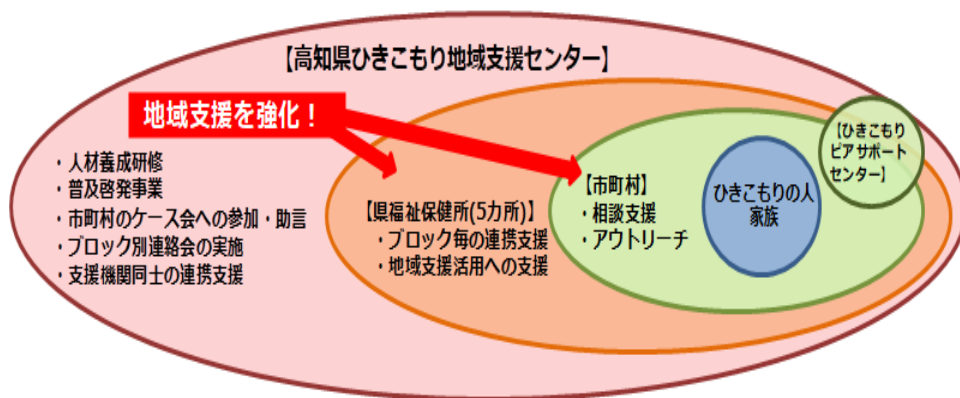 【高知県ひきこもり地域支援センター】
地域支援を強化！
・人材養成研修
・普及啓発事業
・市町村のケース会への参加・助言
・ブロック別連絡会の実施
・支援機関同士の連携支援
【県福祉保健所(5カ所)】
・ブロック毎の連携支援
・地域支援活用への支援
【市町村】
・相談支援
・アウトリーチ
ひきこもりの人
家族
【ひきこもり
ピアサポート
センター】